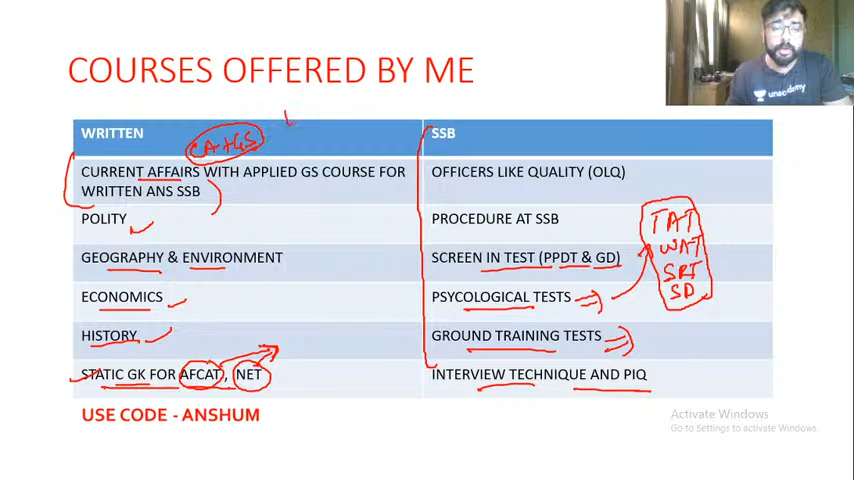 COURSES OFFERED BY ME
unacademy
WRITTEN
CA+GS
SSB
CURRENT AFFAIRS WITH APPLIED GS COURSE FOR
WRITTEN ANS SSB
OFFICERS LIKE QUALITY (OLQ)
POLITY
PROCEDURE AT SSB
TAT
WAT
SRT
SD
GEOGRAPHY & ENVIRONMENT
SCREEN IN TEST (PPDT & GD)
ECONOMICS
PSYCOLOGICAL TESTS
HISTORY
GROUND TRAINING TESTS
STATIC GK FOR AFCAT, NET
INTERVIEW TECHNIQUE AND PIQ
USE CODE - ANSHUM
Activate Windows
Go to Settings to activate Windows.